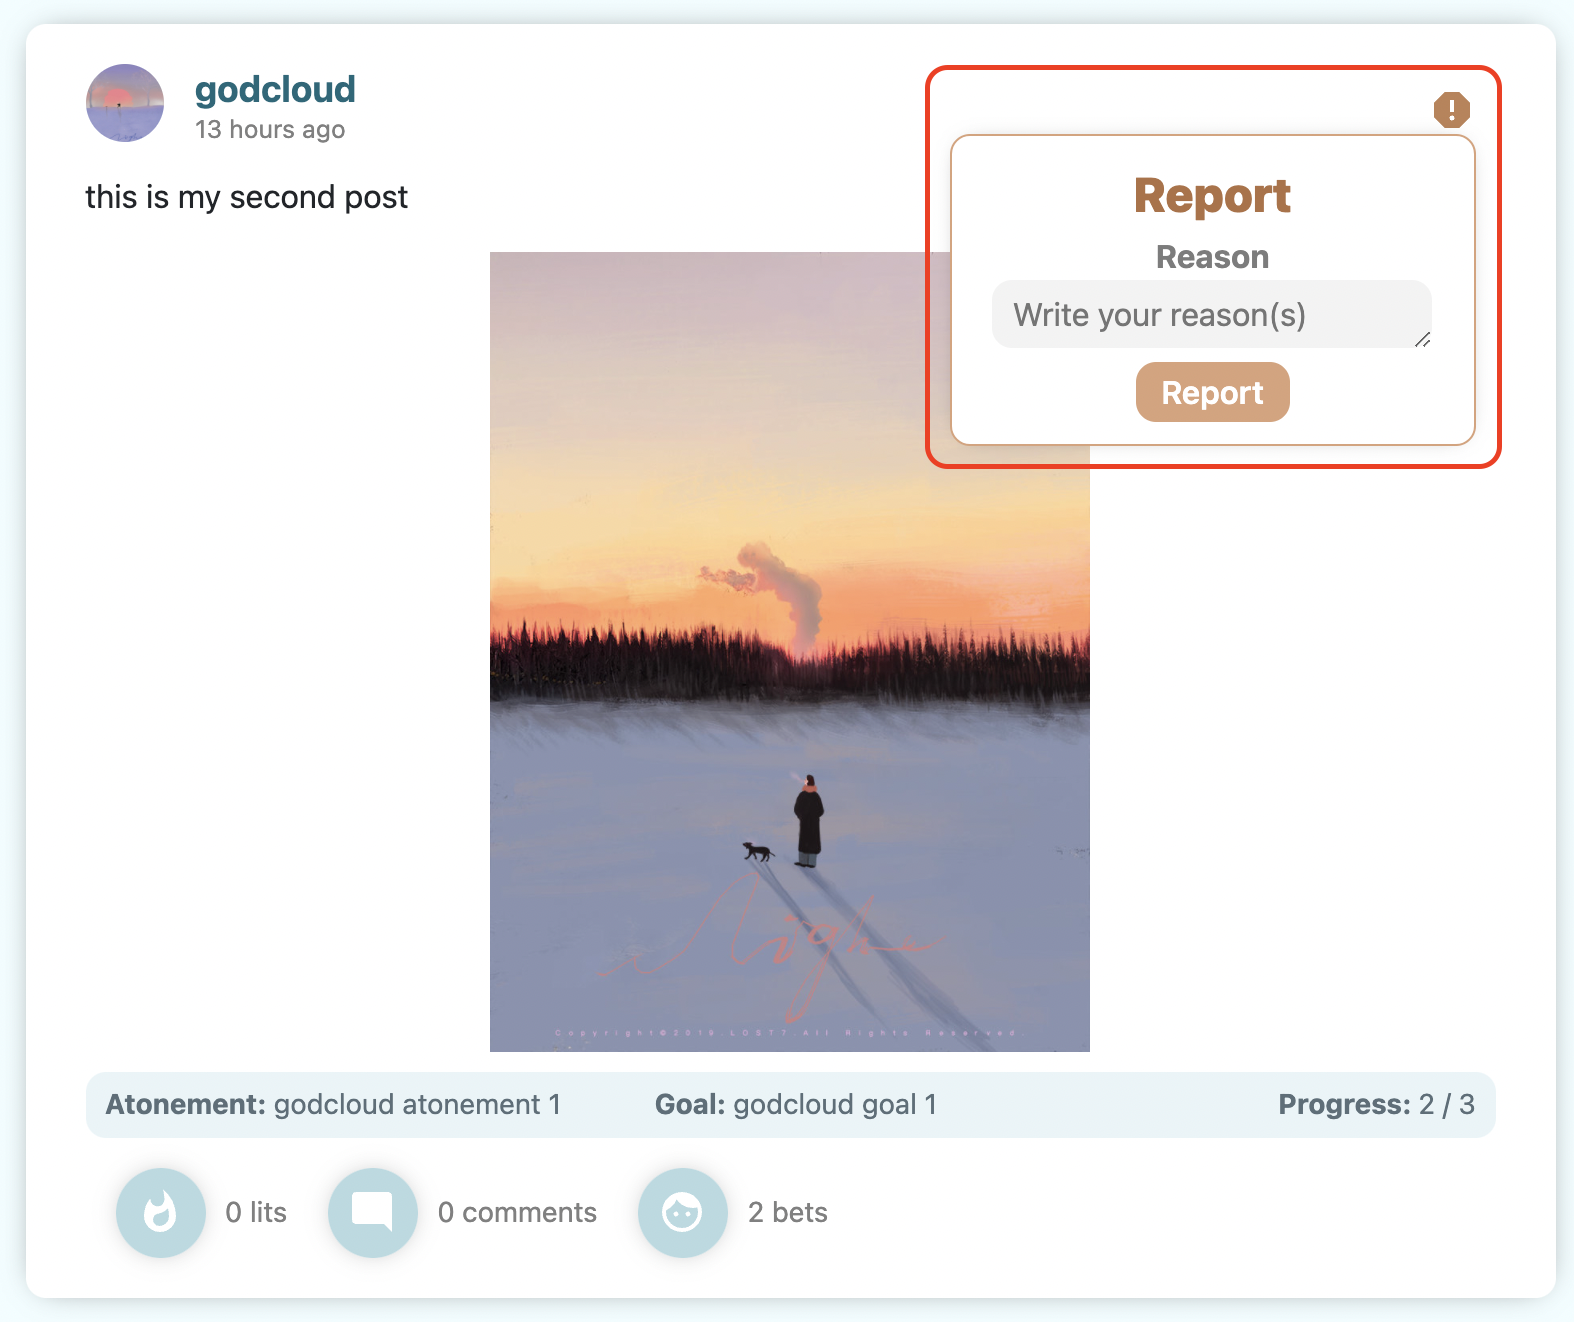 godcloud
13 hours ago
this is my second post
Report
Reason
Write your reason(s)
Report
Copyright©2019.LOST7.All Rights Reserved.
Atonement: godcloud atonement 1
Goal: godcloud goal 1
Progress: 2 / 3
0 lits
0 comments
2 bets